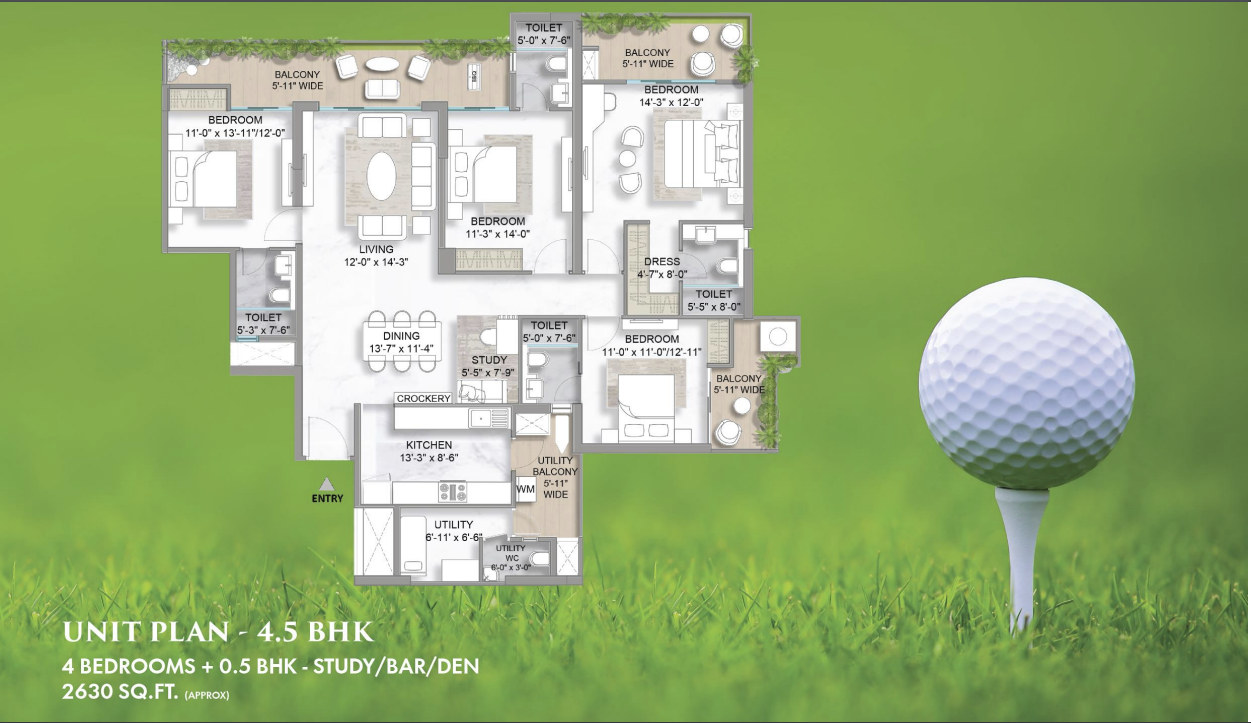 TOILET
5'-0" x 7'-6"
BALCONY
5'-11" WIDE
BALCONY
5'-11" WIDE
BBQ
BEDROOM
14'-3" x 12'-0"
BEDROOM
11'-0" x 13'-11"/12'-0"
BEDROOM
11'-3" x 14'-0"
LIVING
12'-0" x 14'-3"
DRESS
4'-7"x 8'-0"
TOILET
5'-5" x 8'-0"
TOILET
5'-3" x 7'-6"
DINING
13'-7" x 11'-4"
TOILET
5'-0" x 7'-6"
BEDROOM
11'-0" x 11'-0"/12'-11"
STUDY
5'-5" x 7'-9"
BALCONY
5'-11" WIDE
CROCKERY
KITCHEN
13'-3" x 8'-6"
UTILITY
BALCONY
5'-11"
WIDE
WM
ENTRY
UTILITY
6'-11' x 6'-6"
UTILITY
WC
6'-0" x 3'-0"
UNIT PLAN - 4.5 BHK
4 BEDROOMS + 0.5 BHK - STUDY/BAR/DEN
2630 SQ.FT. (APPROX)